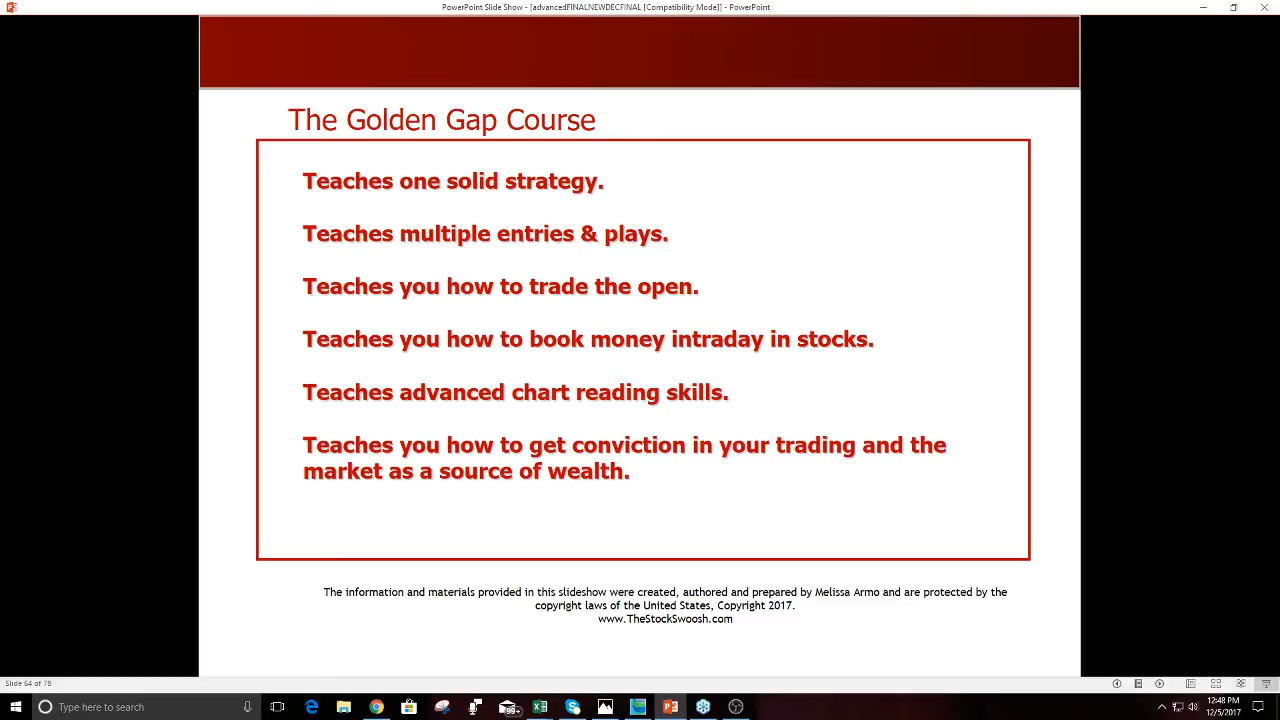 PowerPoint Slide Show - [advancedFINALNEWDECFINAL [Compatibility Mode]] - PowerPoint
The Golden Gap Course
Teaches one solid strategy.
Teaches multiple entries & plays.
Teaches you how to trade the open.
Teaches you how to book money intraday in stocks.
Teaches advanced chart reading skills.
Teaches you how to get conviction in your trading and the
market as a source of wealth.
The information and materials provided in this slideshow were created, authored and prepared by Melissa Armo and are protected by the
copyright laws of the United States, Copyright 2017.
www.TheStockSwoosh.com
Slide 64 of 78
Type here to search
99+
12:48 PM
12/5/2017